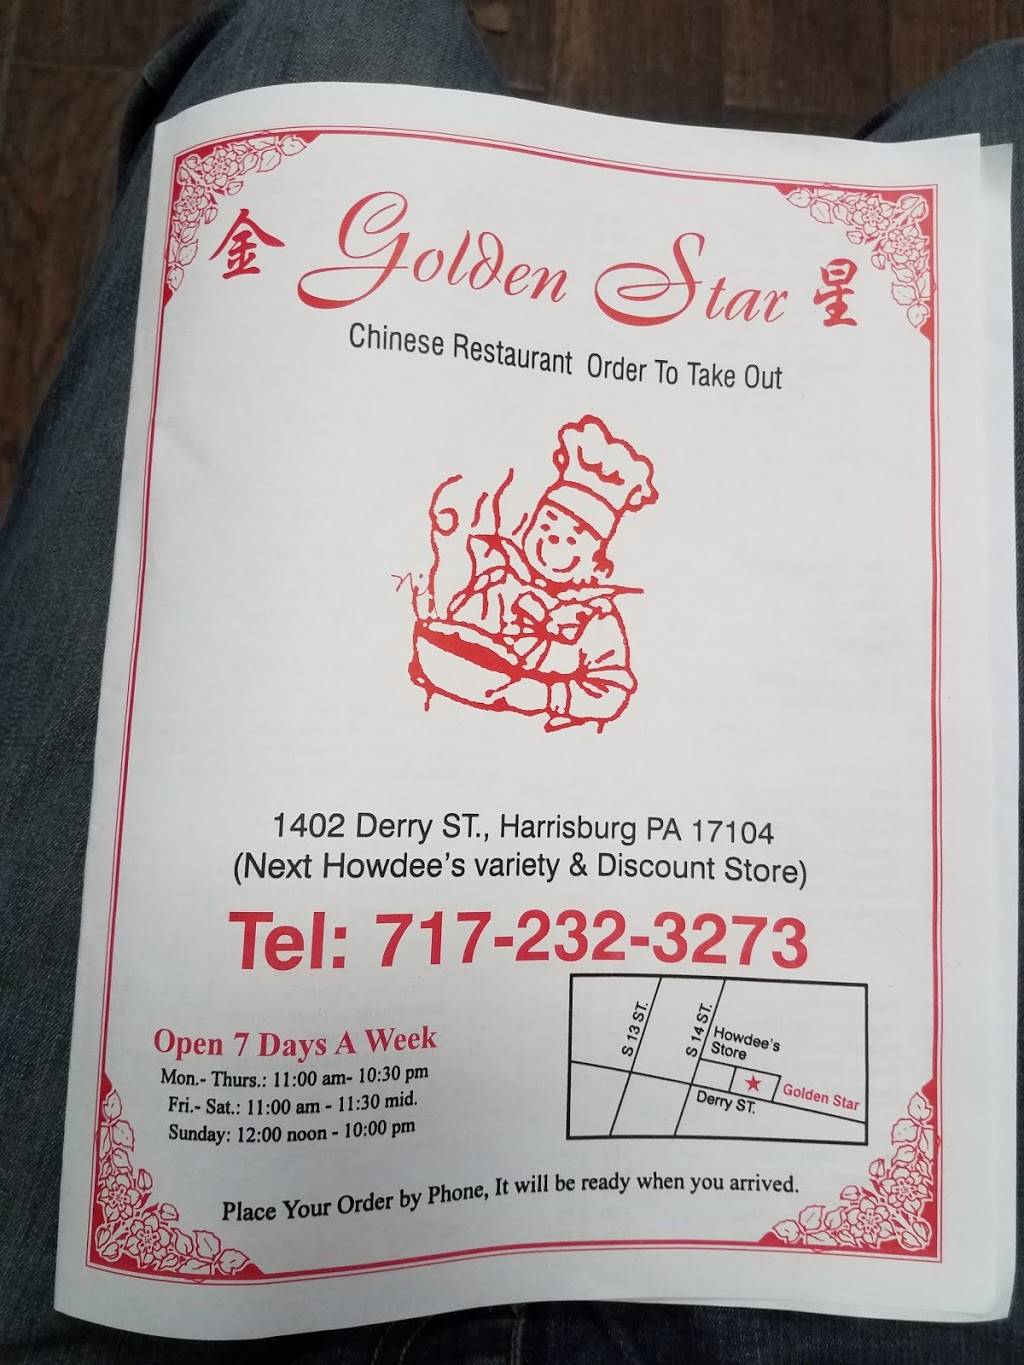 金 Golden Star 星
Chinese Restaurant Order To Take Out
1402 Derry ST., Harrisburg PA 17104
(Next Howdee's variety & Discount Store)
Tel: 717-232-3273
Open 7 Days A Week
Mon.- Thurs.: 11:00 am- 10:30 pm
Fri.- Sat.: 11:00 am - 11:30 mid.
Sunday: 12:00 noon - 10:00 pm
S 13 ST.
S 14 ST.
Howdee's
Store
Golden Star
Derry ST.
Place Your Order by Phone, It will be ready when you arrived.